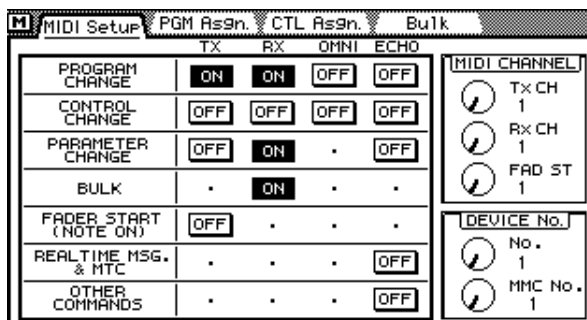 M MIDI Setup PGM Asgn. CTL Asgn. Bulk
TX RX OMNI ECHO
PROGRAM CHANGE ON ON OFF OFF
CONTROL CHANGE OFF OFF OFF OFF
PARAMETER CHANGE OFF ON · OFF
BULK · ON · ·
FADER START (NOTE ON) OFF · · ·
REALTIME MSG. & MTC · · · OFF
OTHER COMMANDS · · · OFF
MIDI CHANNEL
Tx CH
1
Rx CH
1
FAD ST
1
DEVICE No.
No.
1
MMC No.
1